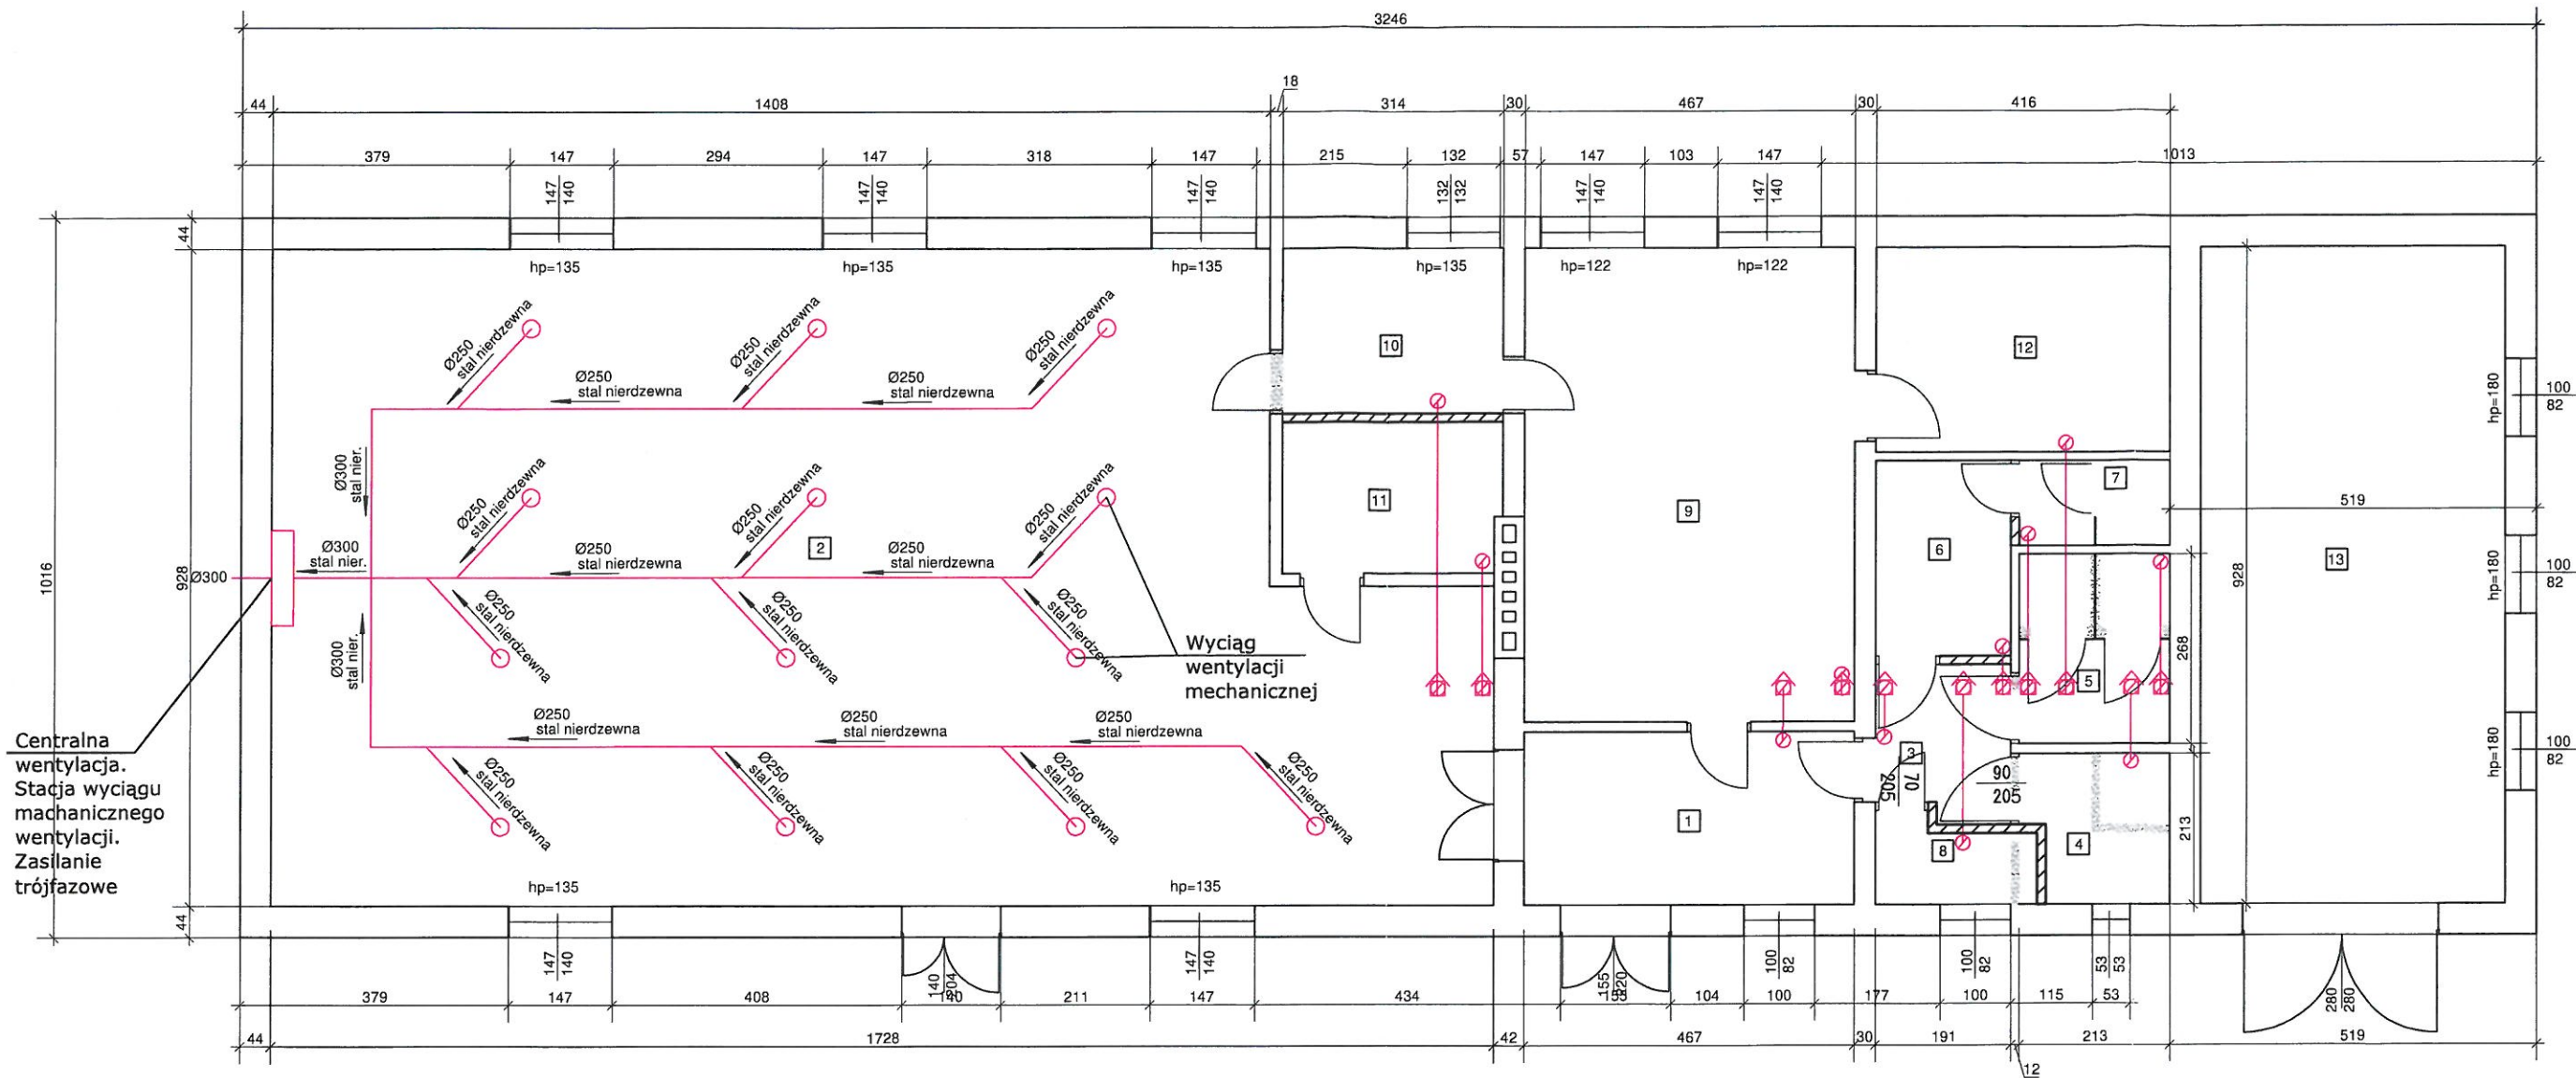 3246
18
44
1408
314
30
467
30
416
379
147
294
147
318
147
215
132
57
147
103
147
1013
147
140
147
140
147
140
132
132
147
140
147
140
44
hp=135
hp=135
hp=135
hp=135
hp=122
hp=122
Ø250
stal nierdzewna
Ø250
stal nierdzewna
Ø250
stal nierdzewna
10
12
Ø250
stal nierdzewna
Ø250
stal nierdzewna
hp=180
100
82
Ø300
stal nier.
Ø250
stal nierdzewna
Ø250
stal nierdzewna
Ø250
stal nierdzewna
7
11
9
519
6
2
13
1016
928
Ø300
Ø300
stal nier.
Ø250
stal nierdzewna
Ø250
stal nierdzewna
928
hp=180
100
82
Ø300
stal nier.
Ø250
stal nierdzewna
Ø250
stal nierdzewna
Ø250
stal nierdzewna
Wyciąg
wentylacji
mechanicznej
268
5
Ø250
stal nierdzewna
Ø250
stal nierdzewna
Ø250
stal nierdzewna
Centralna
wentylacja.
Stacja wyciągu
machanicznego
wentylacji.
Zasilanie
trójfazowe
3
70
205
90
205
hp=180
100
82
Ø250
stal nierdzewna
Ø250
stal nierdzewna
Ø250
stal nierdzewna
Ø250
stal nierdzewna
1
8
4
213
hp=135
hp=135
44
147
140
140
204
147
140
155
820
100
82
100
82
53
53
280
280
379
147
408
140
211
147
434
155
104
100
177
100
115
53
44
1728
42
467
30
191
213
519
12